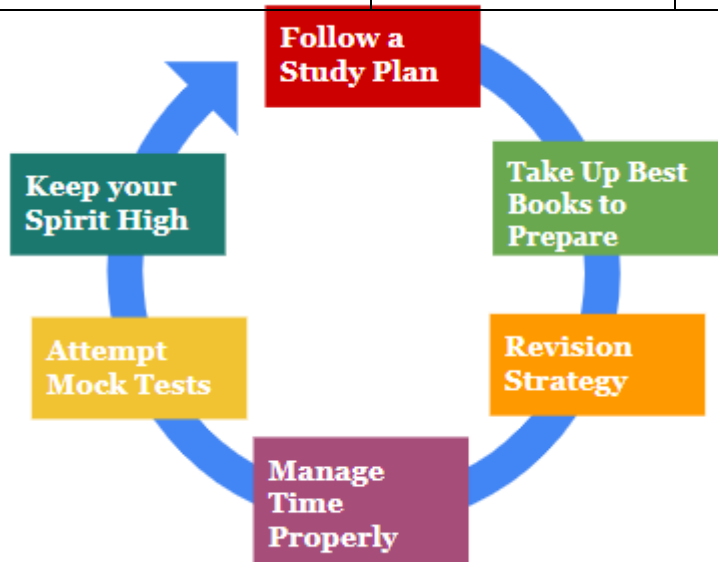 Follow a
Study Plan
Take Up Best
Books to
Prepare
Revision
Strategy
Manage
Time
Properly
Attempt
Mock Tests
Keep your
Spirit High